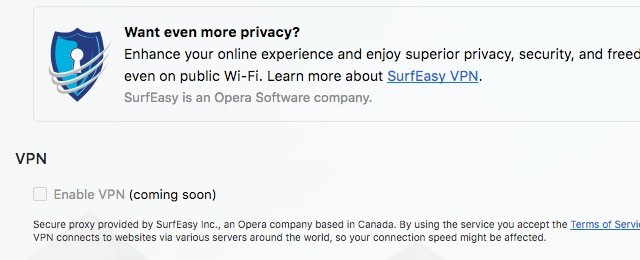 Want even more privacy?
Enhance your online experience and enjoy superior privacy, security, and
even on public Wi-Fi. Learn more about SurfEasy VPN.
SurfEasy is an Opera Software company.
VPN
Enable VPN (coming soon)
Secure proxy provided by SurfEasy Inc., an Opera company based in Canada. By using the service you accept the Terms of
VPN connects to websites via various servers around the world, so your connection speed might be affected.